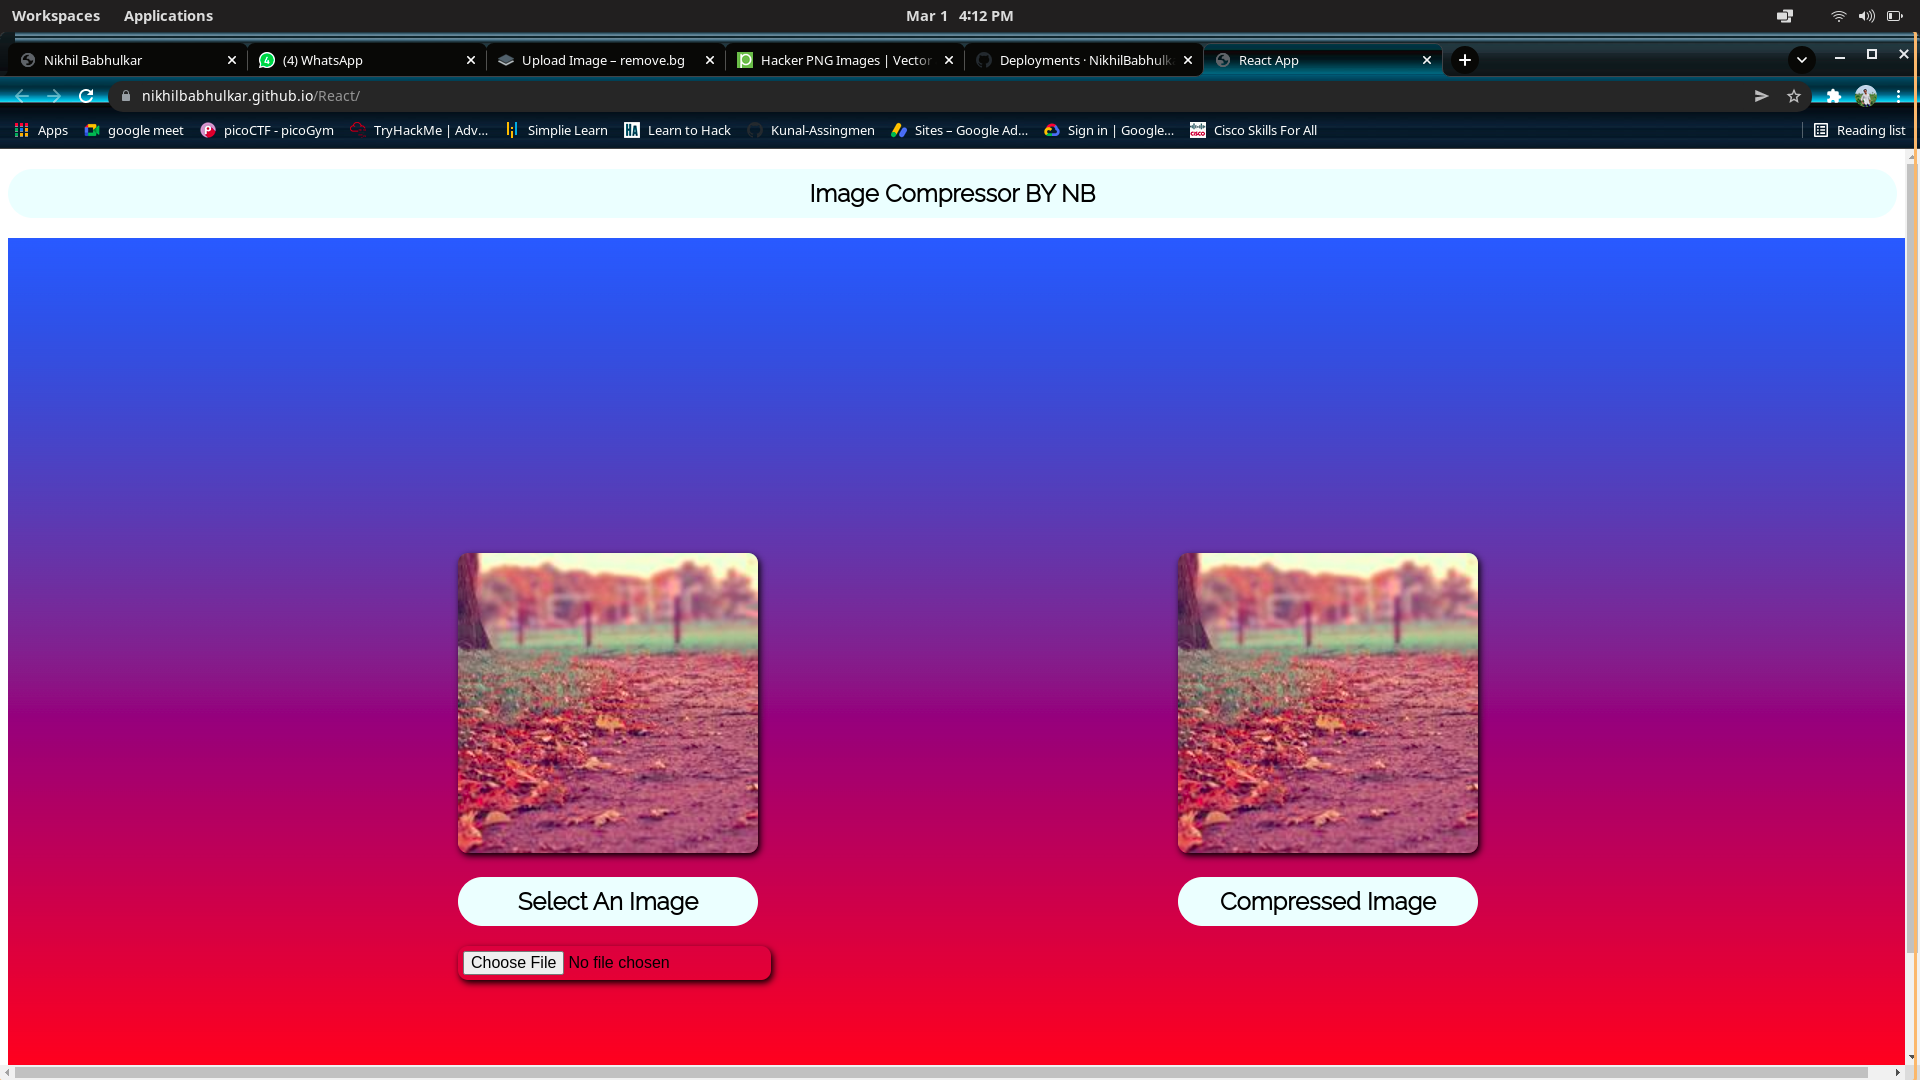 Workspaces Applications Mar 1 4:12 PM
Nikhil Babhulkar (4) WhatsApp Upload Image – remove.bg Hacker PNG Images | Vector Deployments · NikhilBabhulk React App
nikhilbabhulkar.github.io/React/
Apps google meet picoCTF - picoGym TryHackMe | Adv... Simplie Learn Learn to Hack Kunal-Assingmen Sites – Google Ad... Sign in | Google... Cisco Skills For All Reading list
Image Compressor BY NB
Select An Image Compressed Image
Choose File No file chosen